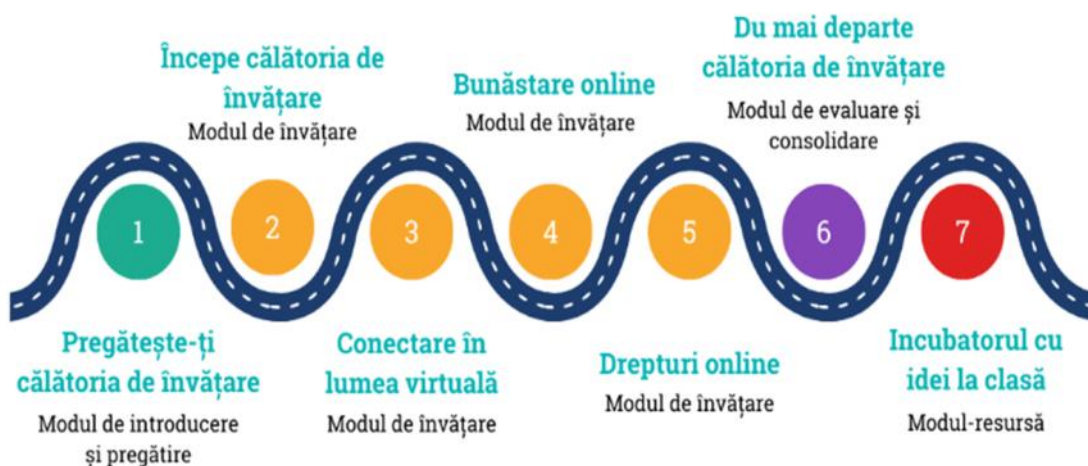 1
Pregătește-ți
călătoria de învățare
Modul de introducere
și pregătire
2
Începe călătoria de
învățare
Modul de învățare
3
Conectare în
lumea virtuală
Modul de învățare
4
Bunăstare online
Modul de învățare
5
Drepturi online
Modul de învățare
6
Du mai departe
călătoria de învățare
Modul de evaluare și
consolidare
7
Incubatorul cu
idei la clasă
Modul-resursă